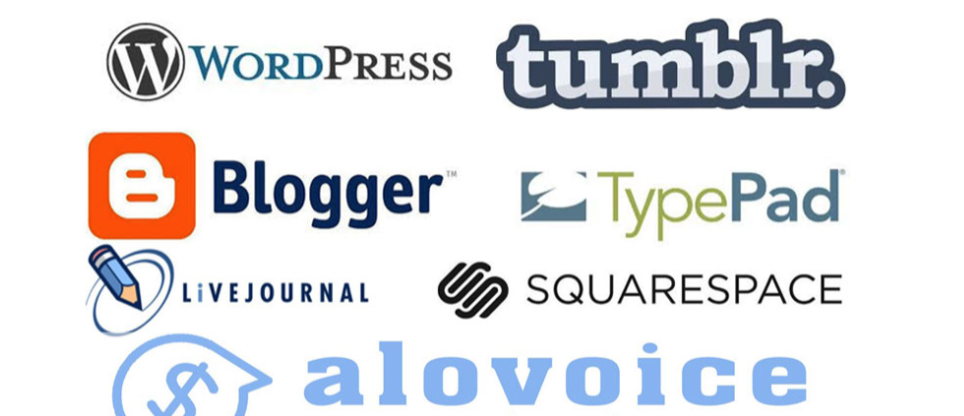 WORDPRESS
tumblr.
Blogger™
TypePad®
LiVEJOURNAL
SQUARESPACE
alovoice